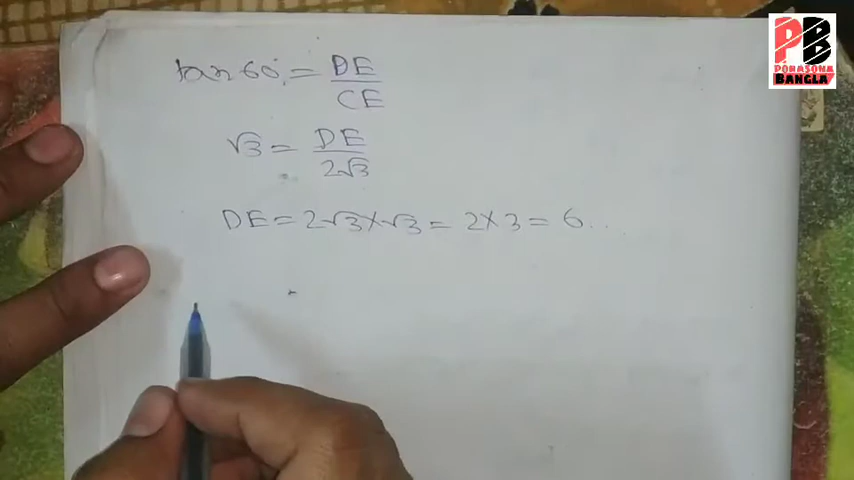 PB
PORASONA
BANGLA
tan 60° = DE/CE
√3 = DE/2√3
DE = 2√3×√3 = 2×3 = 6